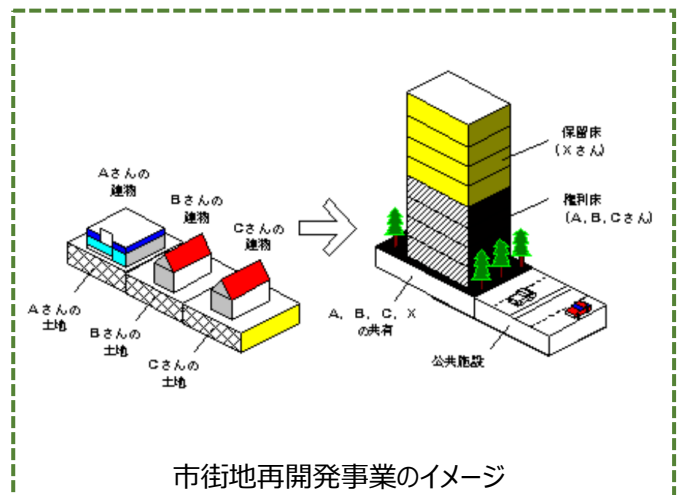 Aさんの
建物
Bさんの
建物
Cさんの
建物
Aさんの
土地
Bさんの
土地
Cさんの
土地
保留床
(Xさん)
権利床
(A,B,Cさん)
A, B, C, X
の共有
公共施設
市街地再開発事業のイメージ